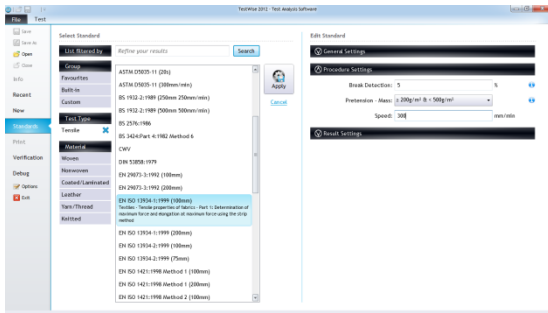 TestWise 2012 - Test Analysis Software
File
Test
Save
Save As
Open
Close
Info
Recent
New
Standards
Print
Verification
Debug
Options
Exit
Select Standard
List filtered by
Refine your results
Search
Group
Favourites
Built-in
Custom
Test Type
Tensile
Material
Woven
Nonwoven
Coated/Laminated
Leather
Yarn/Thread
Knitted
ASTM D5035-11 (20s)
ASTM D5035-11 (300mm/min)
BS 1932-2:1989 (250mm 250mm/min)
BS 1932-2:1989 (500mm 500mm/min)
BS 2576:1986
BS 3424:Part 4:1982 Method 6
CWV
DIN 53858:1979
EN 29073-3:1992 (100mm)
EN 29073-3:1992 (200mm)
EN ISO 13934-1:1999 (100mm)
Textiles - Tensile properties of fabrics - Part 1: Determination of
maximum force and elongation at maximum force using the strip
method
EN ISO 13934-1:1999 (200mm)
EN ISO 13934-2:1999 (100mm)
EN ISO 13934-2:1999 (75mm)
EN ISO 1421:1998 Method 1 (100mm)
EN ISO 1421:1998 Method 1 (200mm)
EN ISO 1421:1998 Method 2 (100mm)
Apply
Cancel
Edit Standard
General Settings
Procedure Settings
Break Detection: 5 %
Pretension - Mass: ≥ 200g/m² & < 500g/m²
Speed: 300 mm/min
Result Settings